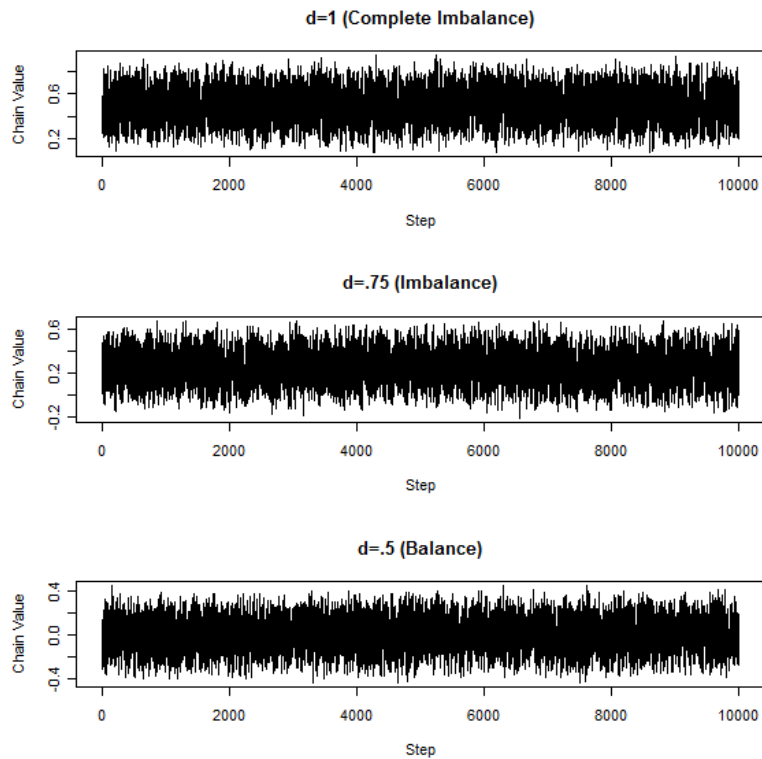 d=1 (Complete Imbalance)
Chain Value
0.6
0.2
0 2000 4000 6000 8000 10000
Step
d=.75 (Imbalance)
Chain Value
0.6
0.2
-0.2
0 2000 4000 6000 8000 10000
Step
d=.5 (Balance)
Chain Value
0.4
0.0
-0.4
0 2000 4000 6000 8000 10000
Step